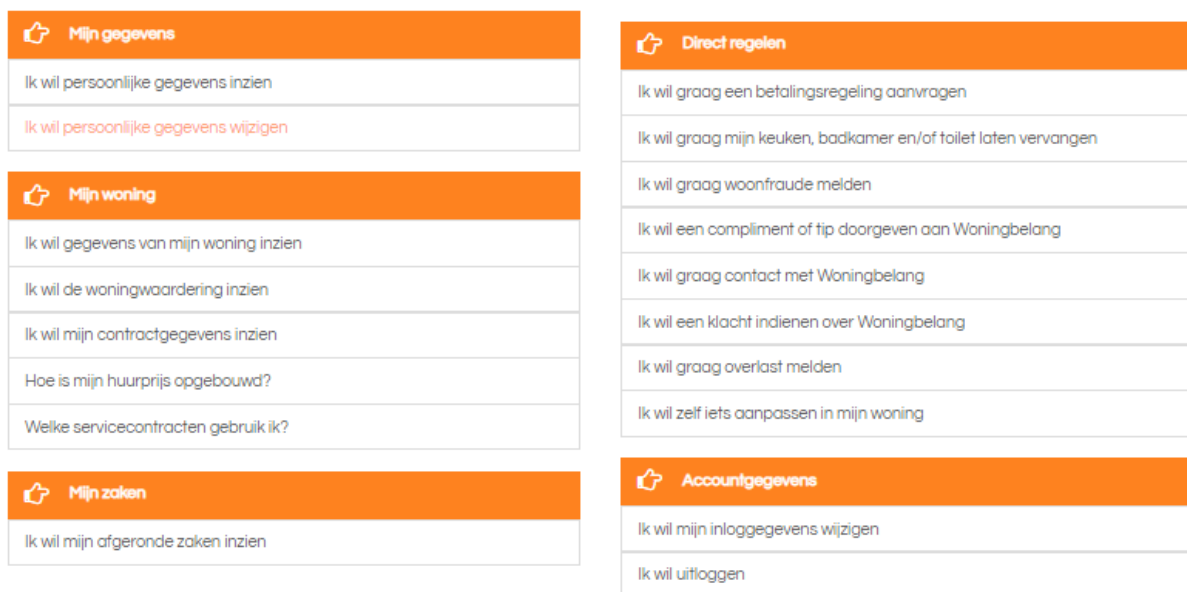 Mijn gegevens
Ik wil persoonlijke gegevens inzien
Ik wil persoonlijke gegevens wijzigen
Mijn woning
Ik wil gegevens van mijn woning inzien
Ik wil de woningwaardering inzien
Ik wil mijn contractgegevens inzien
Hoe is mijn huurprijs opgebouwd?
Welke servicecontracten gebruik ik?
Mijn zaken
Ik wil mijn afgeronde zaken inzien
Direct regelen
Ik wil graag een betalingsregeling aanvragen
Ik wil graag mijn keuken, badkamer en/of toilet laten vervangen
Ik wil graag woonfraude melden
Ik wil een compliment of tip doorgeven aan Woningbelang
Ik wil graag contact met Woningbelang
Ik wil een klacht indienen over Woningbelang
Ik wil graag overlast melden
Ik wil zelf iets aanpassen in mijn woning
Accountgegevens
Ik wil mijn inloggegevens wijzigen
Ik wil uitloggen